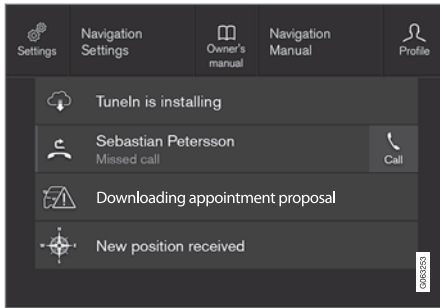 Settings
Navigation
Settings
Owner's
manual
Navigation
Manual
Profile
TuneIn is installing
Sebastian Petersson
Missed call
Call
Downloading appointment proposal
New position received
G063253